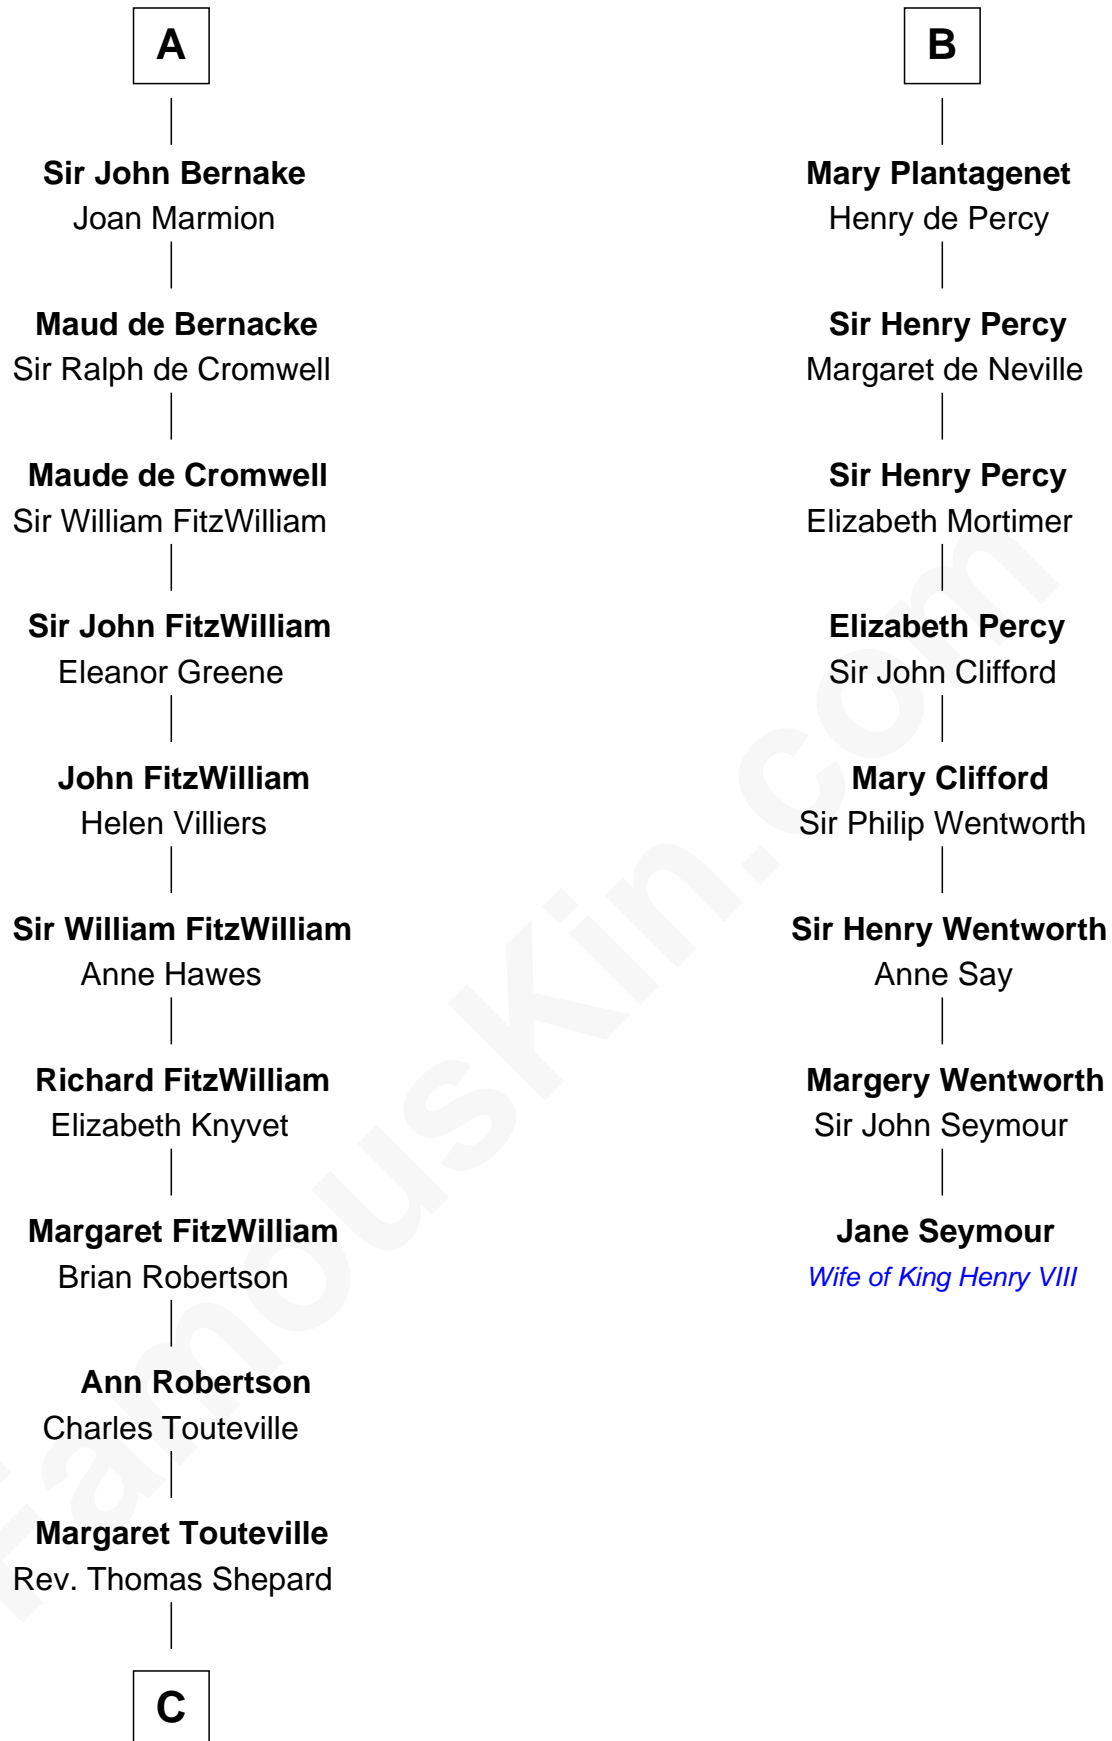 A
Sir John Bernake
Joan Marmion
Maud de Bernacke
Sir Ralph de Cromwell
Maude de Cromwell
Sir William FitzWilliam
Sir John FitzWilliam
Eleanor Greene
John FitzWilliam
Helen Villiers
Sir William FitzWilliam
Anne Hawes
Richard FitzWilliam
Elizabeth Knyvet
Margaret FitzWilliam
Brian Robertson
Ann Robertson
Charles Touteville
Margaret Touteville
Rev. Thomas Shepard
C
B
Mary Plantagenet
Henry de Percy
Sir Henry Percy
Margaret de Neville
Sir Henry Percy
Elizabeth Mortimer
Elizabeth Percy
Sir John Clifford
Mary Clifford
Sir Philip Wentworth
Sir Henry Wentworth
Anne Say
Margery Wentworth
Sir John Seymour
Jane Seymour
Wife of King Henry VIII
FamousKin.com